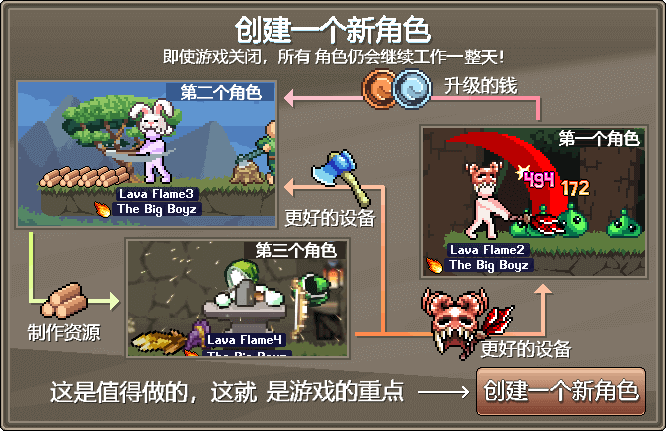 创建一个新角色
即使游戏关闭，所有 角色仍会继续工作一整天!
第二个角色
升级的钱
第一个角色
494
172
Lava Flame3
The Big Boyz
更好的设备
Lava Flame2
The Big Boyz
第三个角色
制作资源
Lava Flame4
The Big Boyz
更好的设备
这是值得做的，这就 是游戏的重点
创建一个新角色